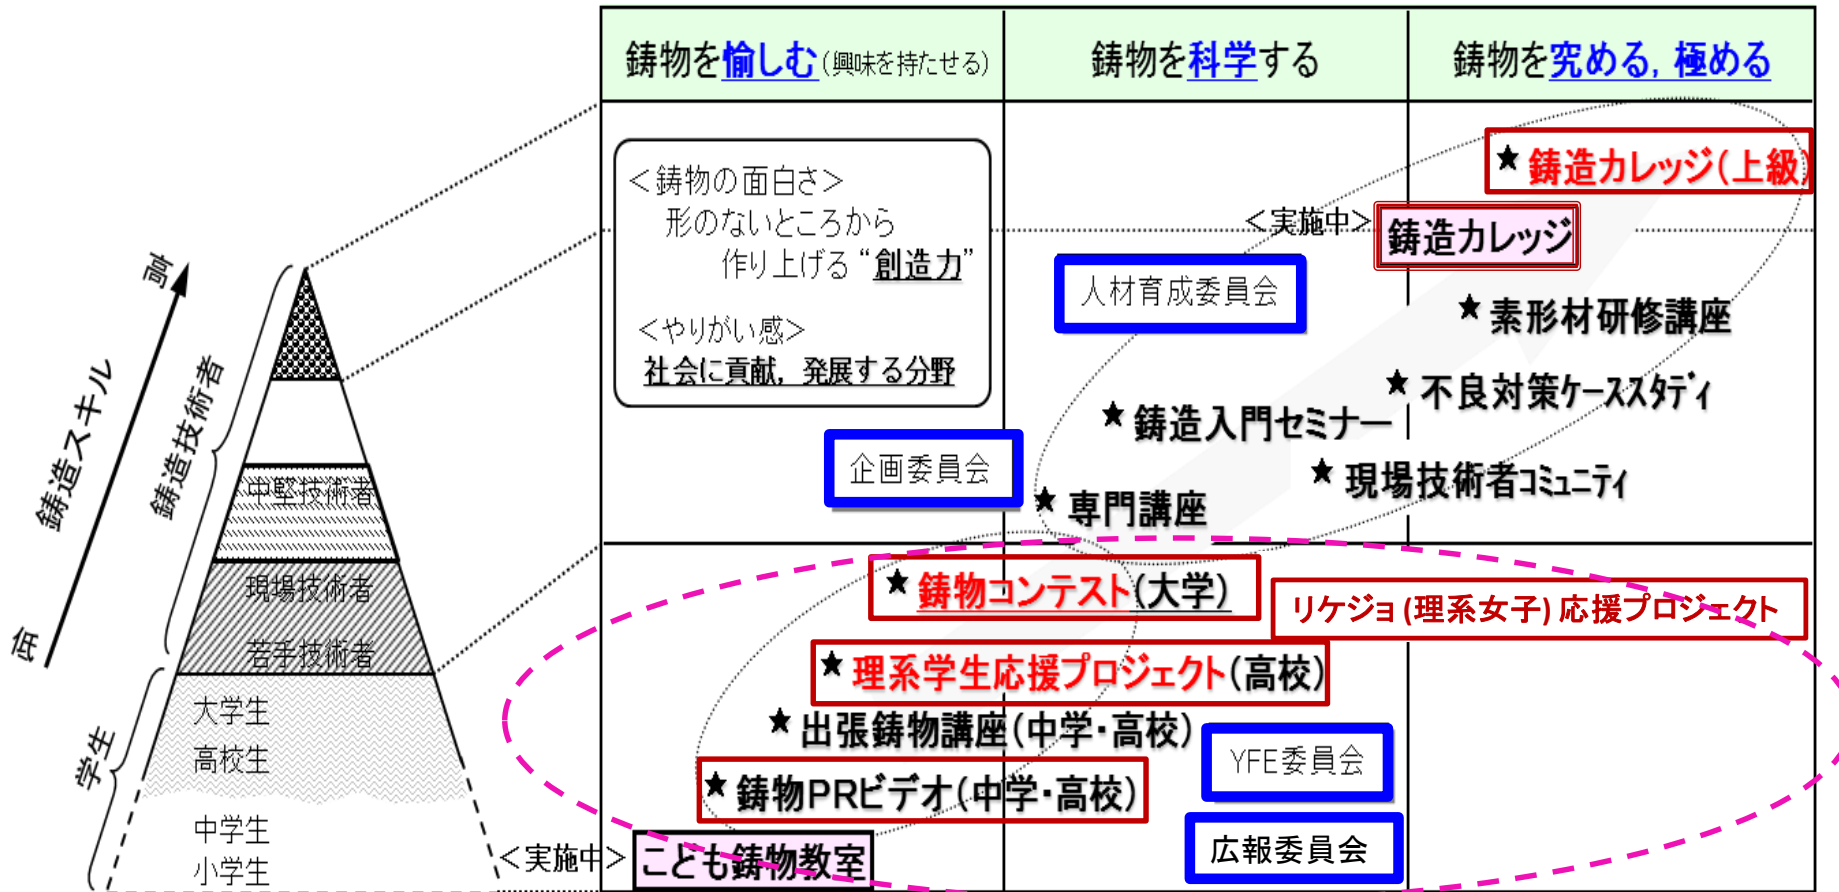 鋳物を愉しむ(興味を持たせる)
鋳物を科学する
鋳物を究める, 極める
<鋳物の面白さ>
形のないところから
作り上げる“創造力”
<やりがい感>
社会に貢献, 発展する分野
★ 鋳造カレッジ(上級)
<実施中>
鋳造カレッジ
人材育成委員会
★ 素形材研修講座
★ 不良対策ケーススタディ
★ 鋳造入門セミナー
企画委員会
★ 現場技術者コミュニティ
★ 専門講座
★ 鋳物コンテスト(大学)
リケジョ(理系女子)応援プロジェクト
★ 理系学生応援プロジェクト(高校)
★ 出張鋳物講座(中学・高校)
YFE委員会
★ 鋳物PRビデオ(中学・高校)
広報委員会
<実施中>
こども鋳物教室
高
鋳造スキル
低
鋳造技術者
学生
中堅技術者
現場技術者
若手技術者
大学生
高校生
中学生
小学生